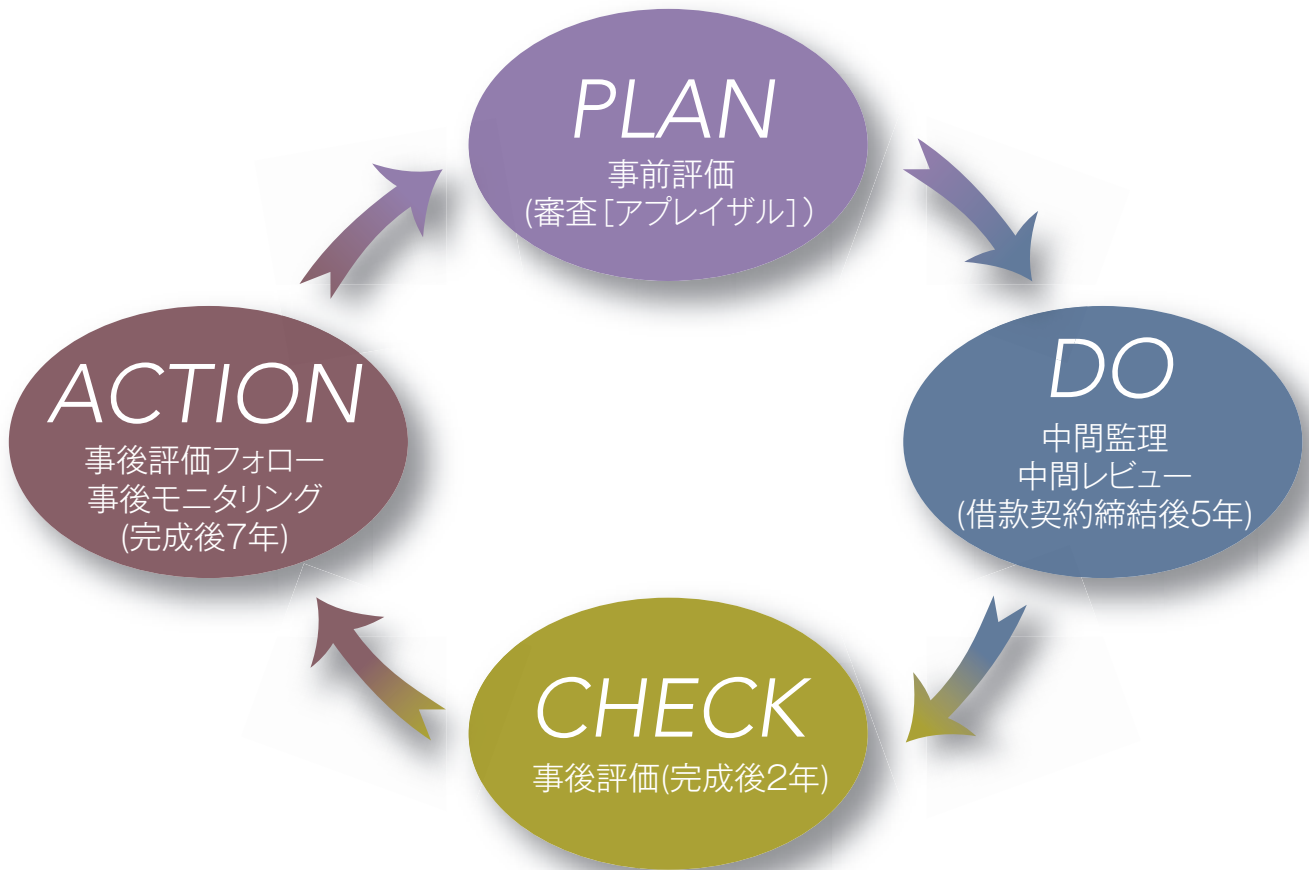 PLAN
事前評価
(審査［アプレイザル］)
DO
中間監理
中間レビュー
(借款契約締結後5年)
CHECK
事後評価(完成後2年)
ACTION
事後評価フォロー
事後モニタリング
(完成後7年)